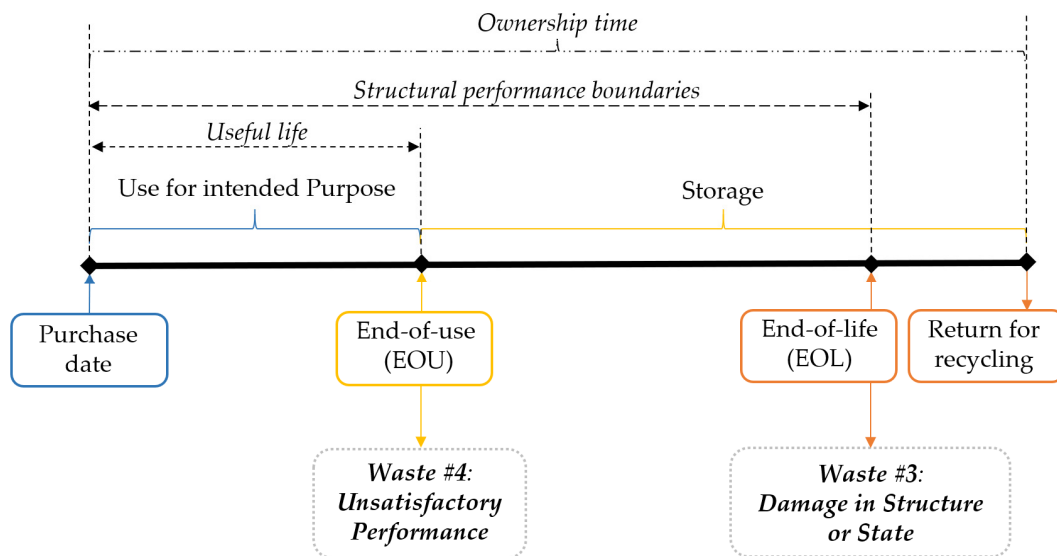 Ownership time
Structural performance boundaries
Useful life
Use for intended Purpose
Storage
Purchase
date
End-of-use
(EOU)
End-of-life
(EOL)
Return for
recycling
Waste #4:
Unsatisfactory
Performance
Waste #3:
Damage in Structure
or State